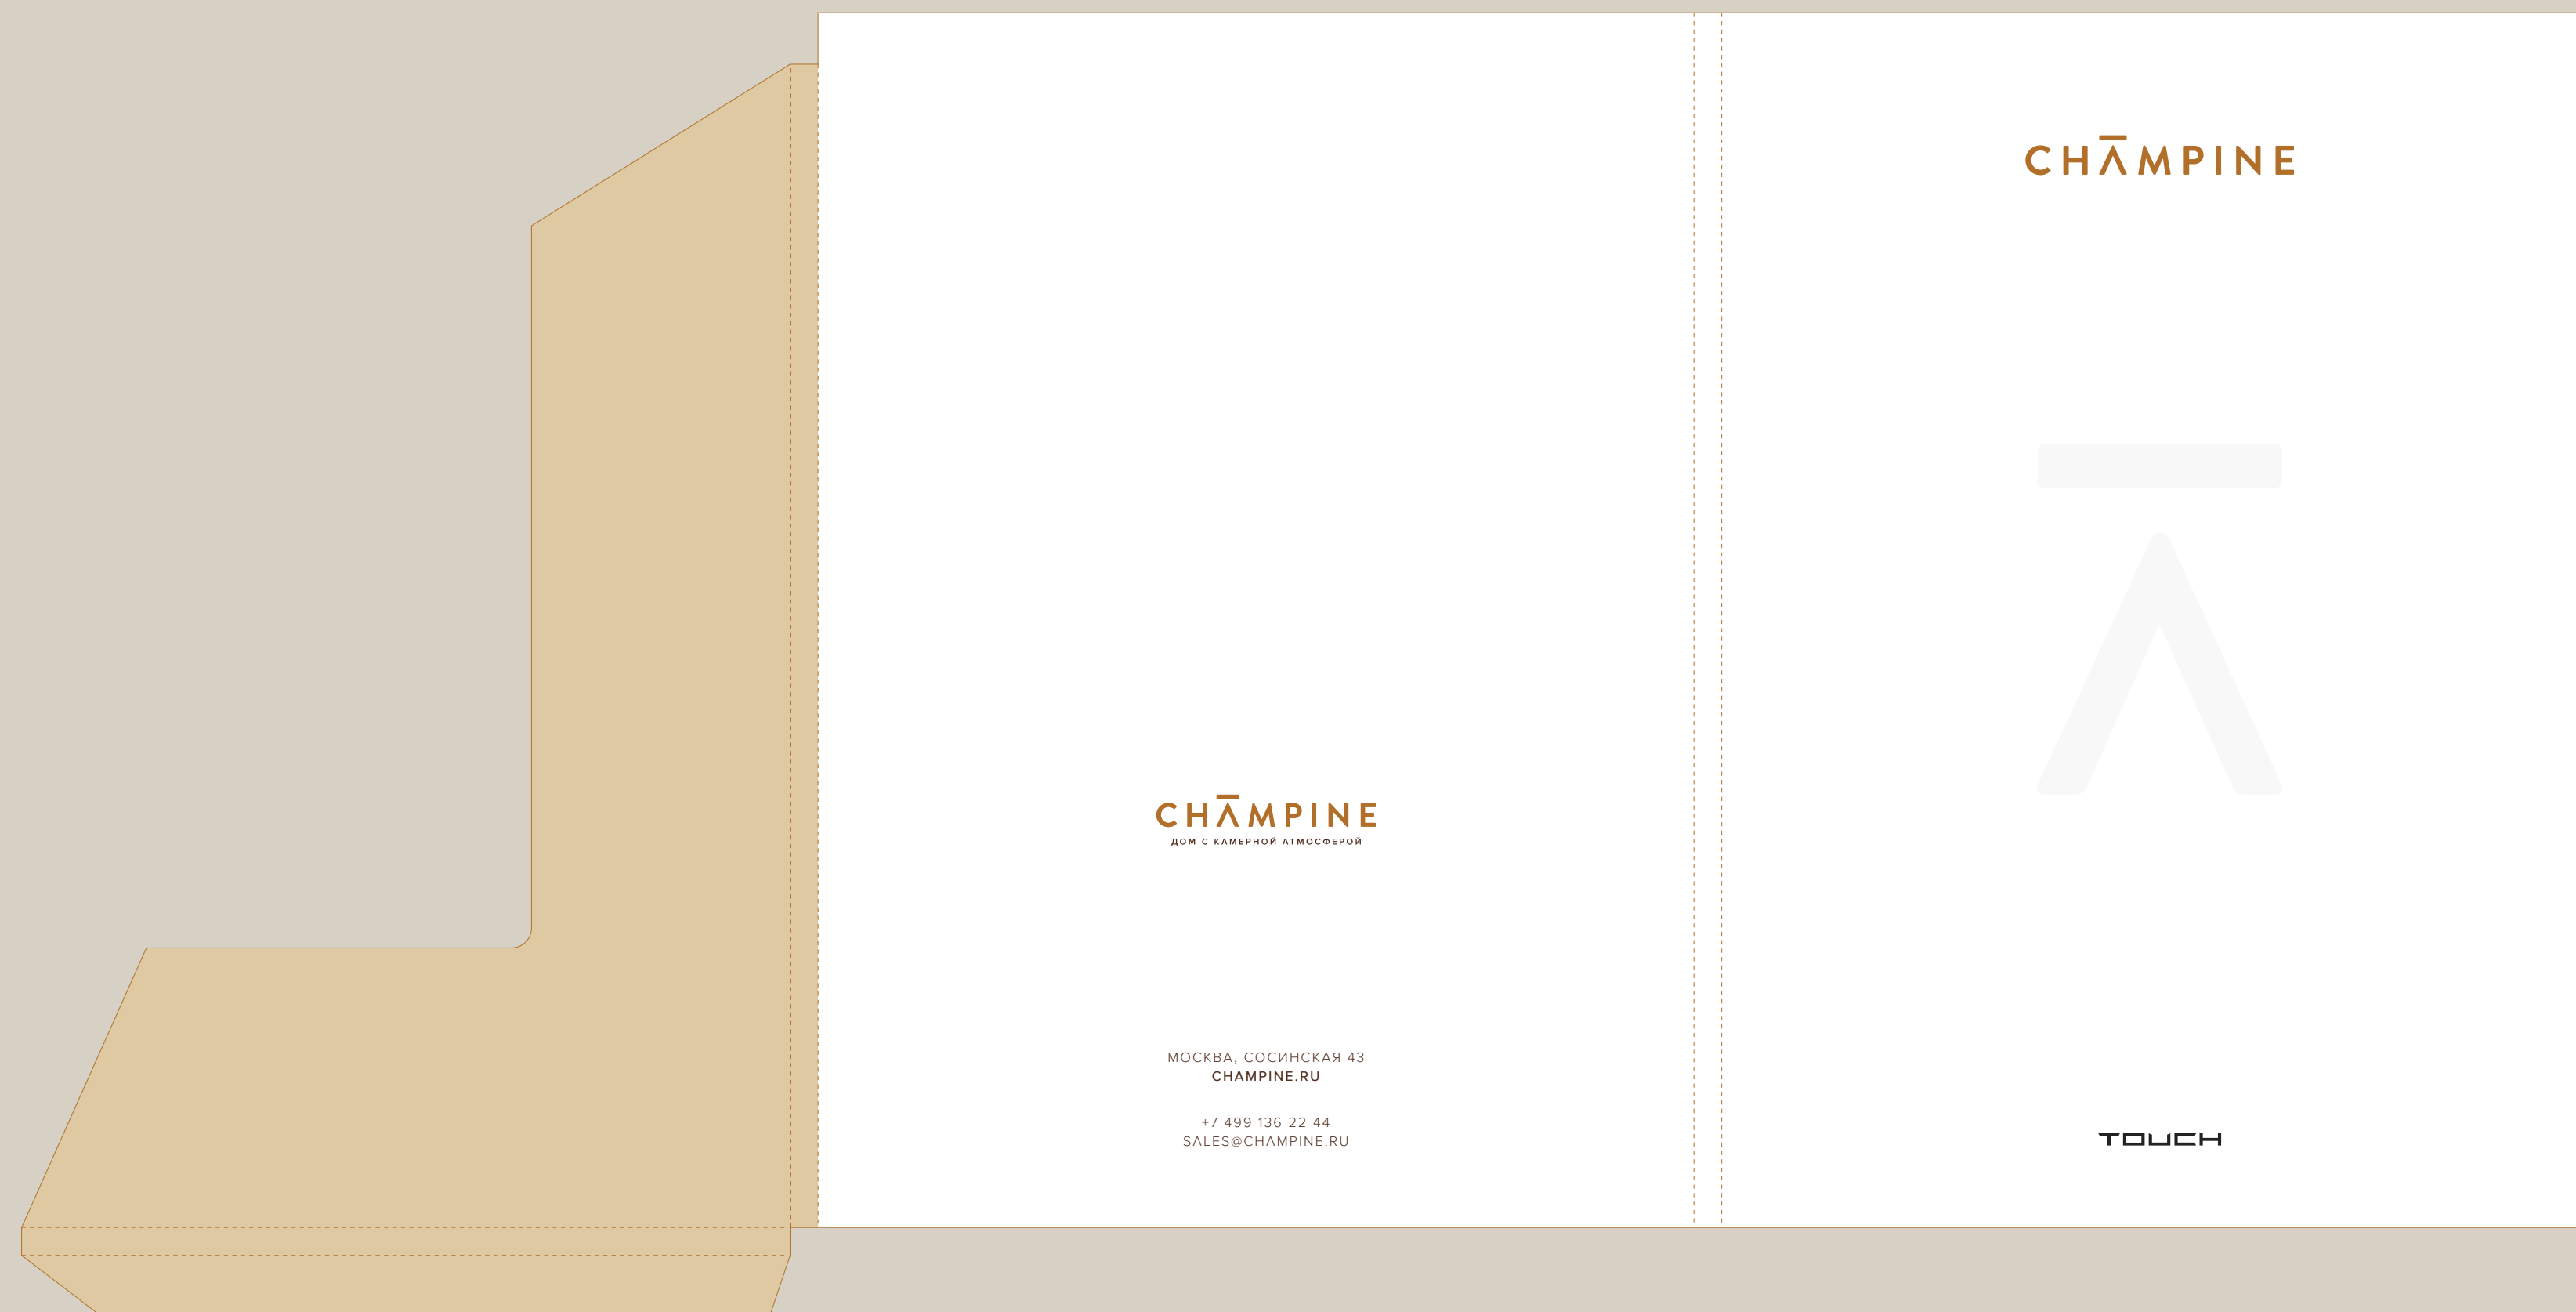 CHĀMPINE
ДОМ С КАМЕРНОЙ АТМОСФЕРОЙ
МОСКВА, СОСИНСКАЯ 43
CHAMPINE.RU
+7 499 136 22 44
SALES@CHAMPINE.RU
CHĀMPINE
Ā
TOUCH